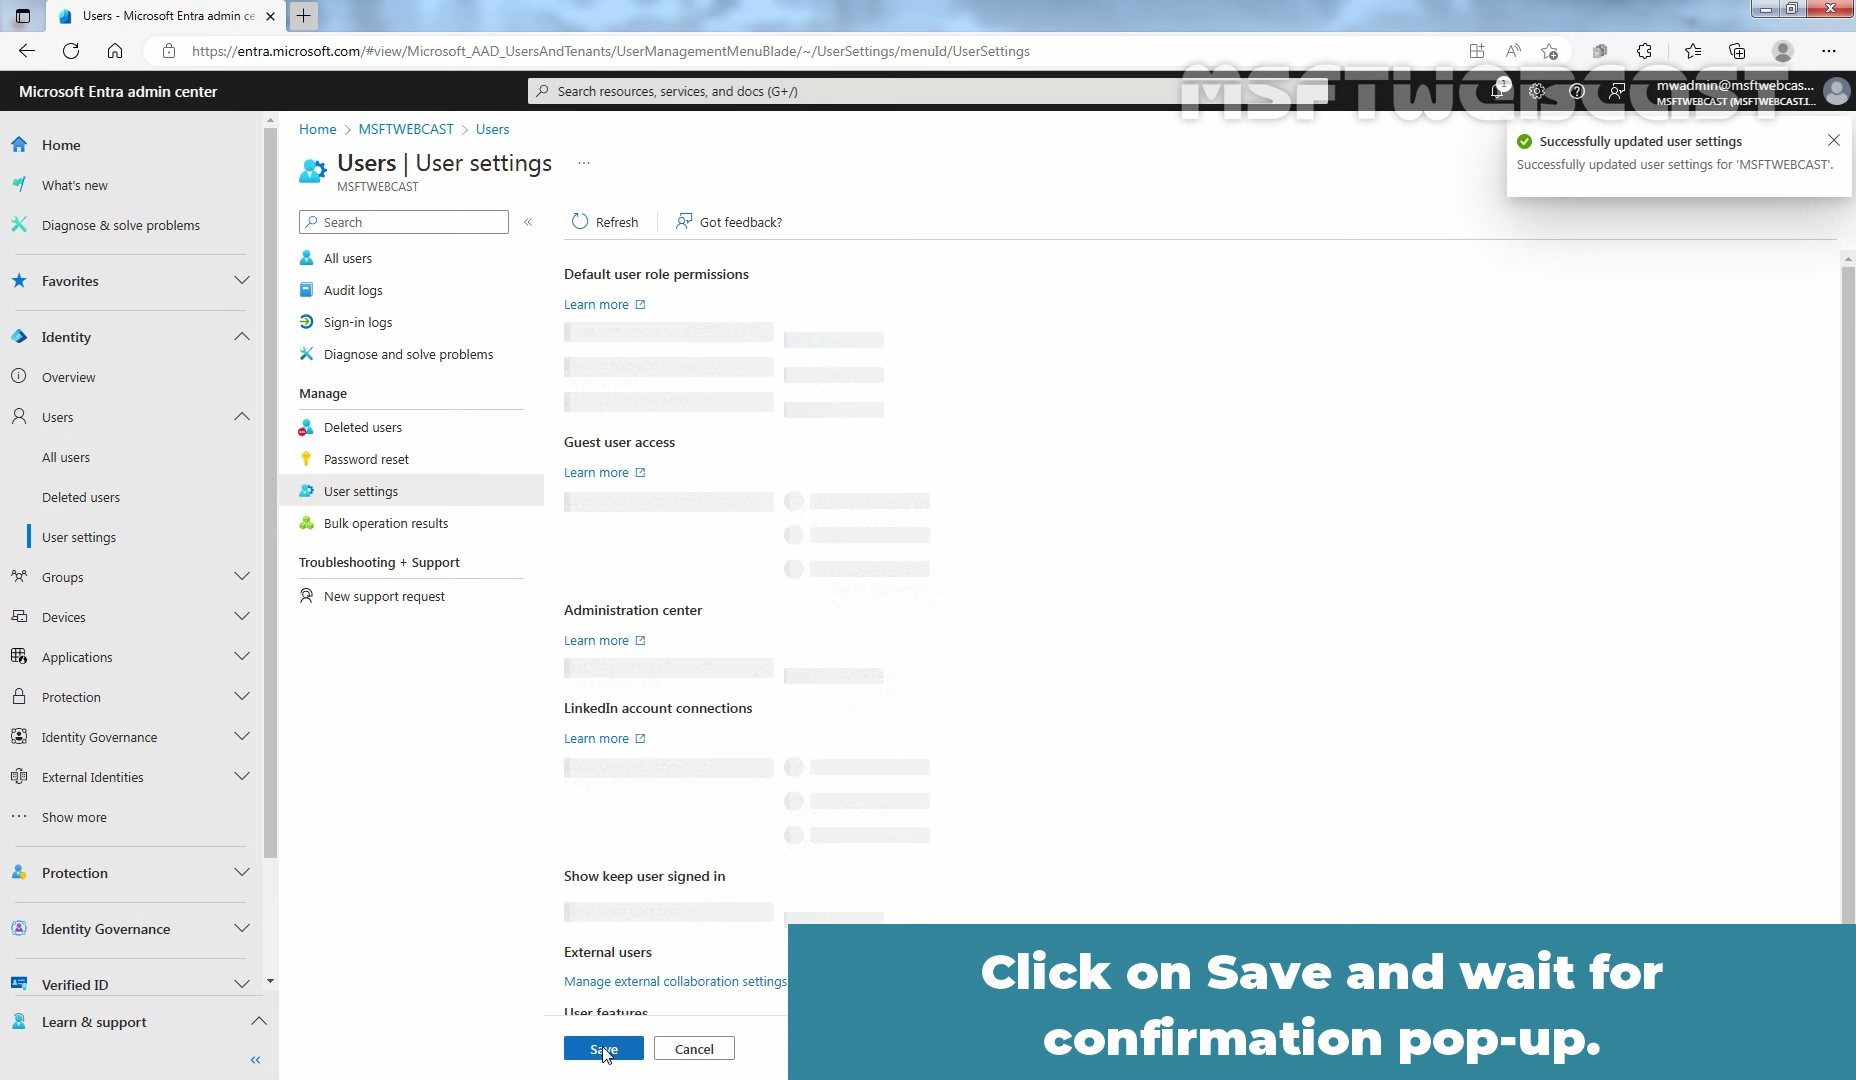 Users - Microsoft Entra admin ce
https://entra.microsoft.com/#view/Microsoft_AAD_UsersAndTenants/UserManagementMenuBlade/~/UserSettings/menuId/UserSettings
Microsoft Entra admin center
Search resources, services, and docs (G+/)
1
mwadmin@msftwebcas...
MSFTWEBCAST (MSFTWEBCAST.I...
MSFTWEBCAST
Home
What's new
Diagnose & solve problems
Favorites
Identity
Overview
Users
All users
Deleted users
User settings
Groups
Devices
Applications
Protection
Identity Governance
External Identities
Show more
Protection
Identity Governance
Verified ID
Learn & support
Home > MSFTWEBCAST > Users
Users | User settings
MSFTWEBCAST
Search
All users
Audit logs
Sign-in logs
Diagnose and solve problems
Manage
Deleted users
Password reset
User settings
Bulk operation results
Troubleshooting + Support
New support request
Refresh
Got feedback?
Default user role permissions
Learn more
Guest user access
Learn more
Administration center
Learn more
LinkedIn account connections
Learn more
Show keep user signed in
External users
Manage external collaboration settings
User features
Save
Cancel
Successfully updated user settings
Successfully updated user settings for 'MSFTWEBCAST'.
Click on Save and wait for
confirmation pop-up.